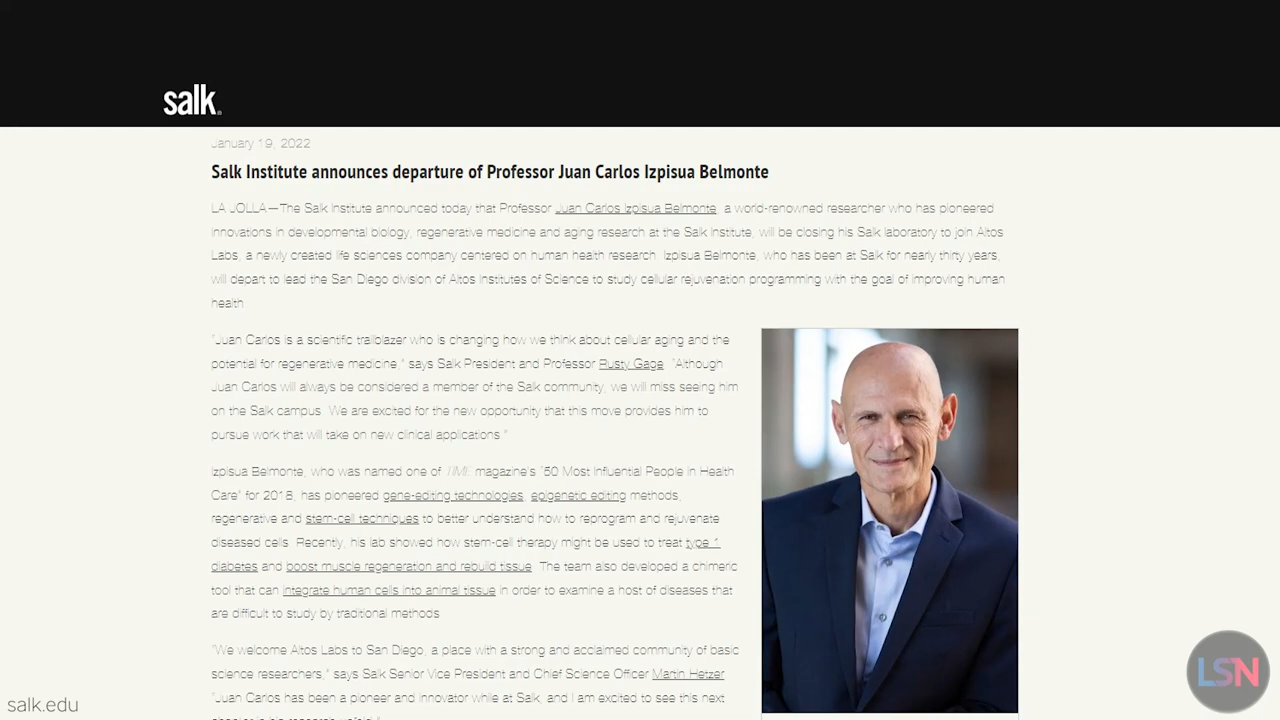 salk.
January 19, 2022
Salk Institute announces departure of Professor Juan Carlos Izpisua Belmonte
LA JOLLA—The Salk Institute announced today that Professor Juan Carlos Izpisua Belmonte, a world-renowned researcher who has pioneered
innovations in developmental biology, regenerative medicine and aging research at the Salk Institute, will be closing his Salk laboratory to join Altos
Labs, a newly created life sciences company centered on human health research. Izpisua Belmonte, who has been at Salk for nearly thirty years,
will depart to lead the San Diego division of Altos Institutes of Science to study cellular rejuvenation programming with the goal of improving human
health.
"Juan Carlos is a scientific trailblazer who is changing how we think about cellular aging and the
potential for regenerative medicine," says Salk President and Professor Rusty Gage. "Although
Juan Carlos will always be considered a member of the Salk community, we will miss seeing him
on the Salk campus. We are excited for the new opportunity that this move provides him to
pursue work that will take on new clinical applications."
Izpisua Belmonte, who was named one of TIME magazine's "50 Most Influential People in Health
Care" for 2018, has pioneered gene-editing technologies, epigenetic editing methods,
regenerative and stem-cell techniques to better understand how to reprogram and rejuvenate
diseased cells. Recently, his lab showed how stem-cell therapy might be used to treat type 1
diabetes and boost muscle regeneration and rebuild tissue. The team also developed a chimeric
tool that can integrate human cells into animal tissue in order to examine a host of diseases that
are difficult to study by traditional methods.
"We welcome Altos Labs to San Diego, a place with a strong and acclaimed community of basic
science researchers," says Salk Senior Vice President and Chief Science Officer Martin Hetzer.
"Juan Carlos has been a pioneer and innovator while at Salk, and I am excited to see this next
LSN
salk.edu